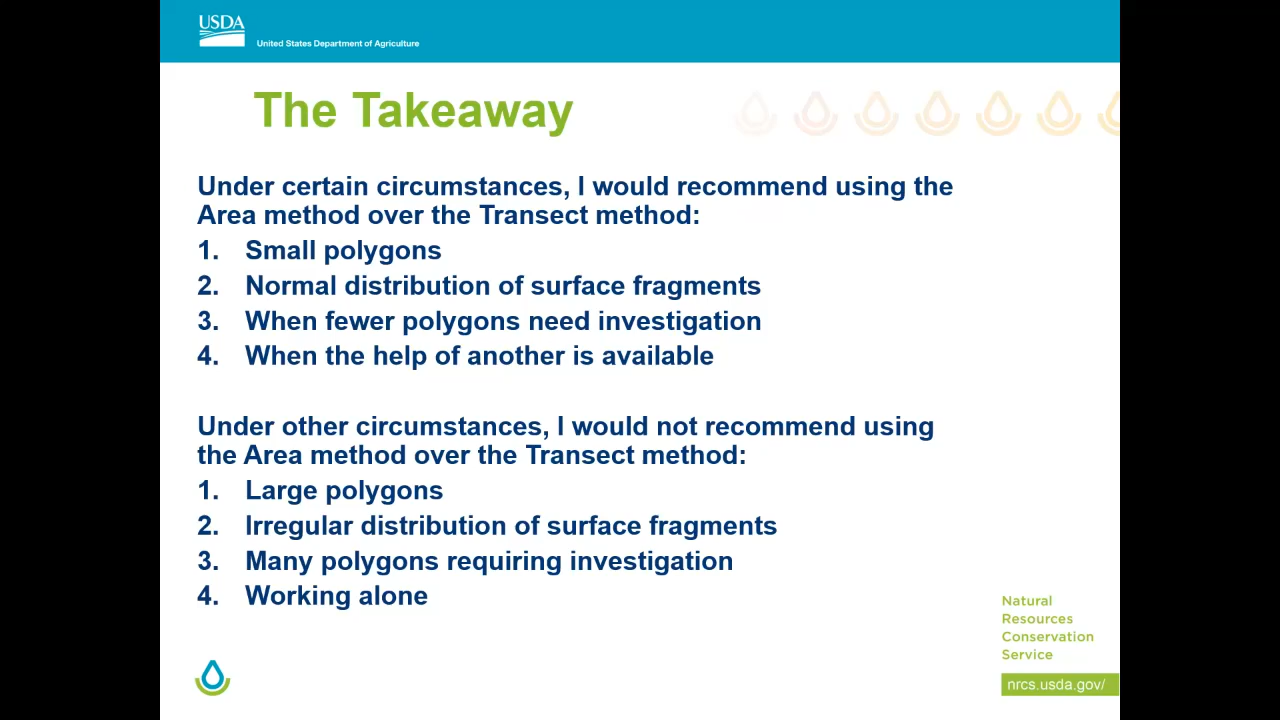 USDA
United States Department of Agriculture
The Takeaway
Under certain circumstances, I would recommend using the
Area method over the Transect method:
1. Small polygons
2. Normal distribution of surface fragments
3. When fewer polygons need investigation
4. When the help of another is available
Under other circumstances, I would not recommend using
the Area method over the Transect method:
1. Large polygons
2. Irregular distribution of surface fragments
3. Many polygons requiring investigation
4. Working alone
Natural
Resources
Conservation
Service
nrcs.usda.gov/